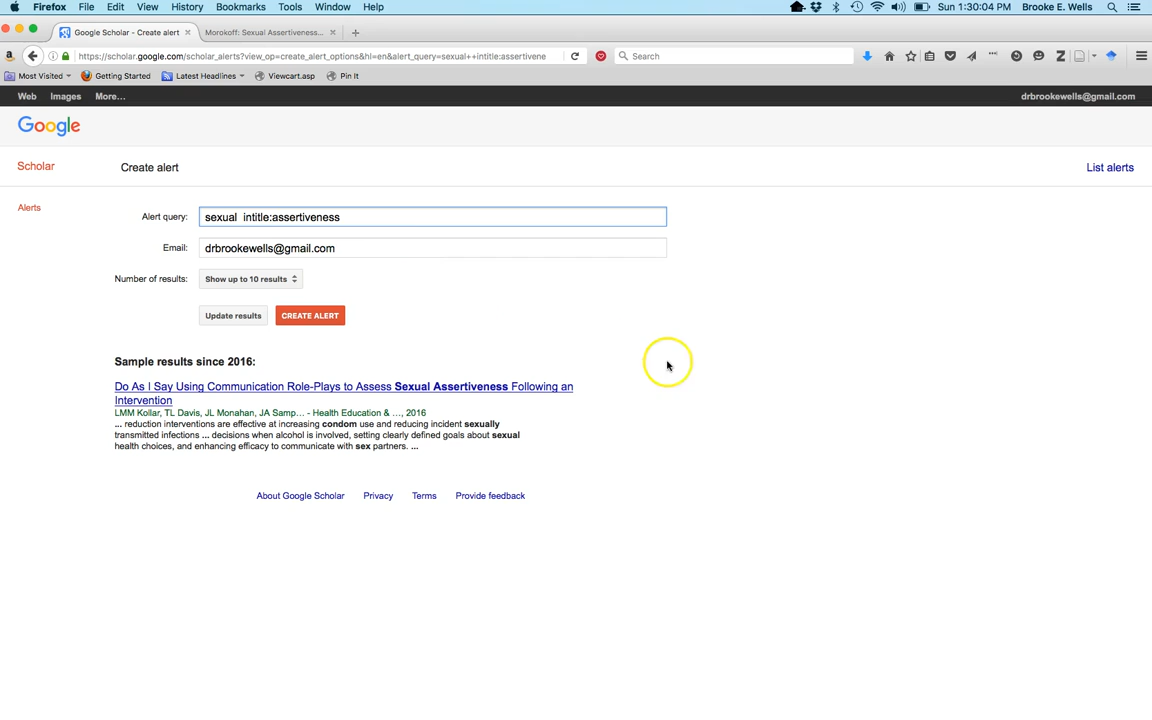 Firefox File Edit View History Bookmarks Tools Window Help Sun 1:30:04 PM Brooke E. Wells
Google Scholar - Create alert Morokoff: Sexual Assertiveness...
https://scholar.google.com/scholar_alerts?view_op=create_alert_options&hl=en&alert_query=sexual++intitle:assertivene Search
Most Visited Getting Started Latest Headlines Viewcart.asp Pin It
Web Images More... drbrookewells@gmail.com
Google
Scholar Create alert List alerts
Alerts
Alert query: sexual  intitle:assertiveness
Email: drbrookewells@gmail.com
Number of results: Show up to 10 results
Update results CREATE ALERT
Sample results since 2016:
Do As I Say Using Communication Role-Plays to Assess Sexual Assertiveness Following an
Intervention
LMM Kollar, TL Davis, JL Monahan, JA Samp... - Health Education & ..., 2016
... reduction interventions are effective at increasing condom use and reducing incident sexually
transmitted infections ... decisions when alcohol is involved, setting clearly defined goals about sexual
health choices, and enhancing efficacy to communicate with sex partners. ...
About Google Scholar Privacy Terms Provide feedback